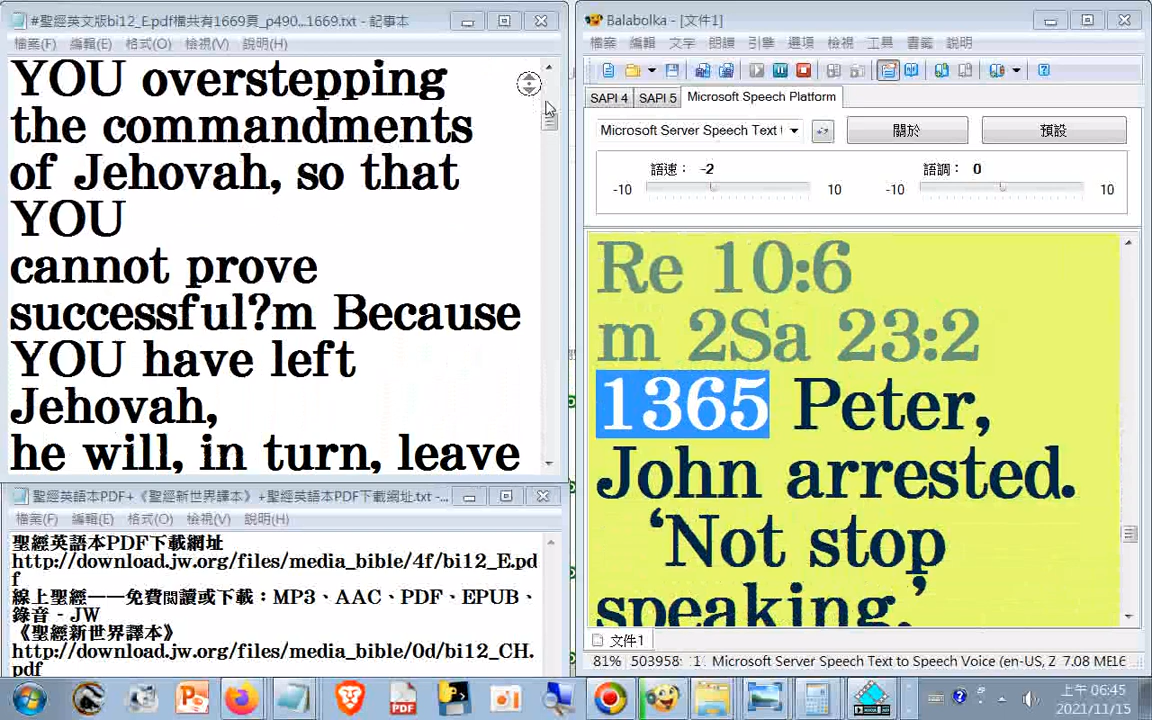 #聖經英文版bi12_E.pdf檔共有1669頁_p490...1669.txt - 記事本
檔案(F) 編輯(E) 格式(O) 檢視(V) 說明(H)
YOU overstepping
the commandments
of Jehovah, so that
YOU
cannot prove
successful?m Because
YOU have left
Jehovah,
he will, in turn, leave
聖經英語本PDF+《聖經新世界譯本》+聖經英語本PDF下載網址.txt - ...
檔案(F) 編輯(E) 格式(O) 檢視(V) 說明(H)
聖經英語本PDF下載網址
http://download.jw.org/files/media_bible/4f/bi12_E.pd
f
線上聖經——免費閱讀或下載：MP3、AAC、PDF、EPUB、
錄音 - JW
《聖經新世界譯本》
http://download.jw.org/files/media_bible/0d/bi12_CH.
pdf
Balabolka - [文件1]
檔案 編輯 文字 朗讀 引擎 選項 檢視 工具 書籤 說明
SAPI 4 SAPI 5 Microsoft Speech Platform
Microsoft Server Speech Text 關於 預設
語速： -2 語調： 0
-10 10 -10 10
Re 10:6
m 2Sa 23:2
1365 Peter,
John arrested.
‘Not stop
speaking.’
文件1
81% 503958: 1 Microsoft Server Speech Text to Speech Voice (en-US, Z 7.08 ME16
上午 06:45
2021/11/15